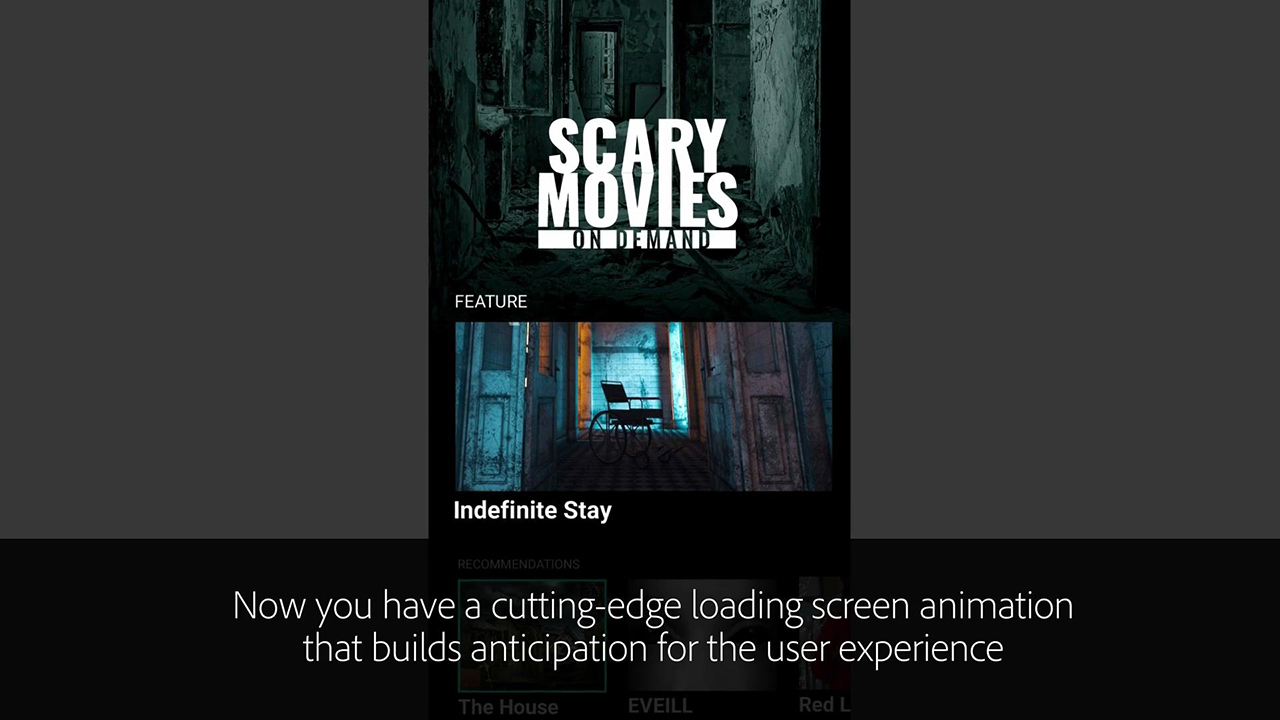 SCARY
MOVIES
ON DEMAND
FEATURE
Indefinite Stay
RECOMMENDATIONS
Now you have a cutting-edge loading screen animation
that builds anticipation for the user experience
The House
EVEILL
Red L